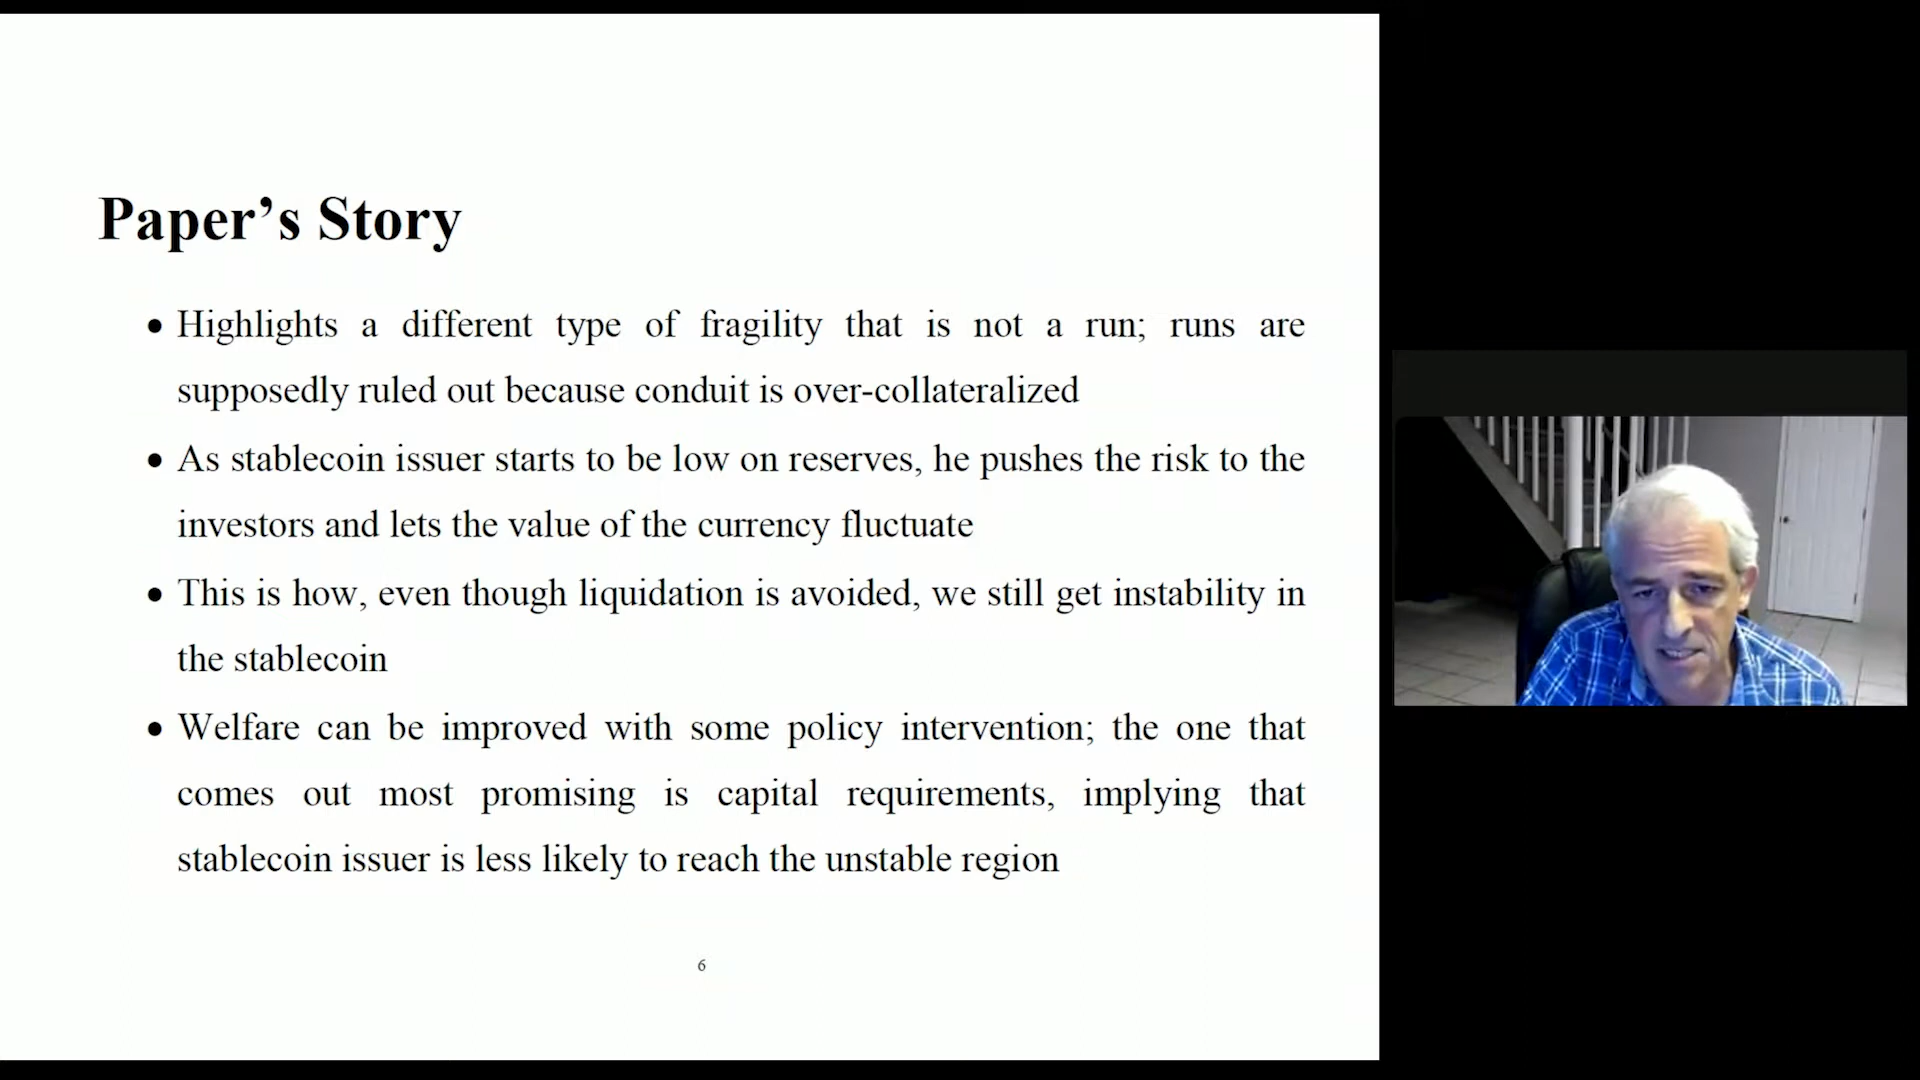 Paper’s Story
• Highlights a different type of fragility that is not a run; runs are
supposedly ruled out because conduit is over-collateralized
• As stablecoin issuer starts to be low on reserves, he pushes the risk to the
investors and lets the value of the currency fluctuate
• This is how, even though liquidation is avoided, we still get instability in
the stablecoin
• Welfare can be improved with some policy intervention; the one that
comes out most promising is capital requirements, implying that
stablecoin issuer is less likely to reach the unstable region
6